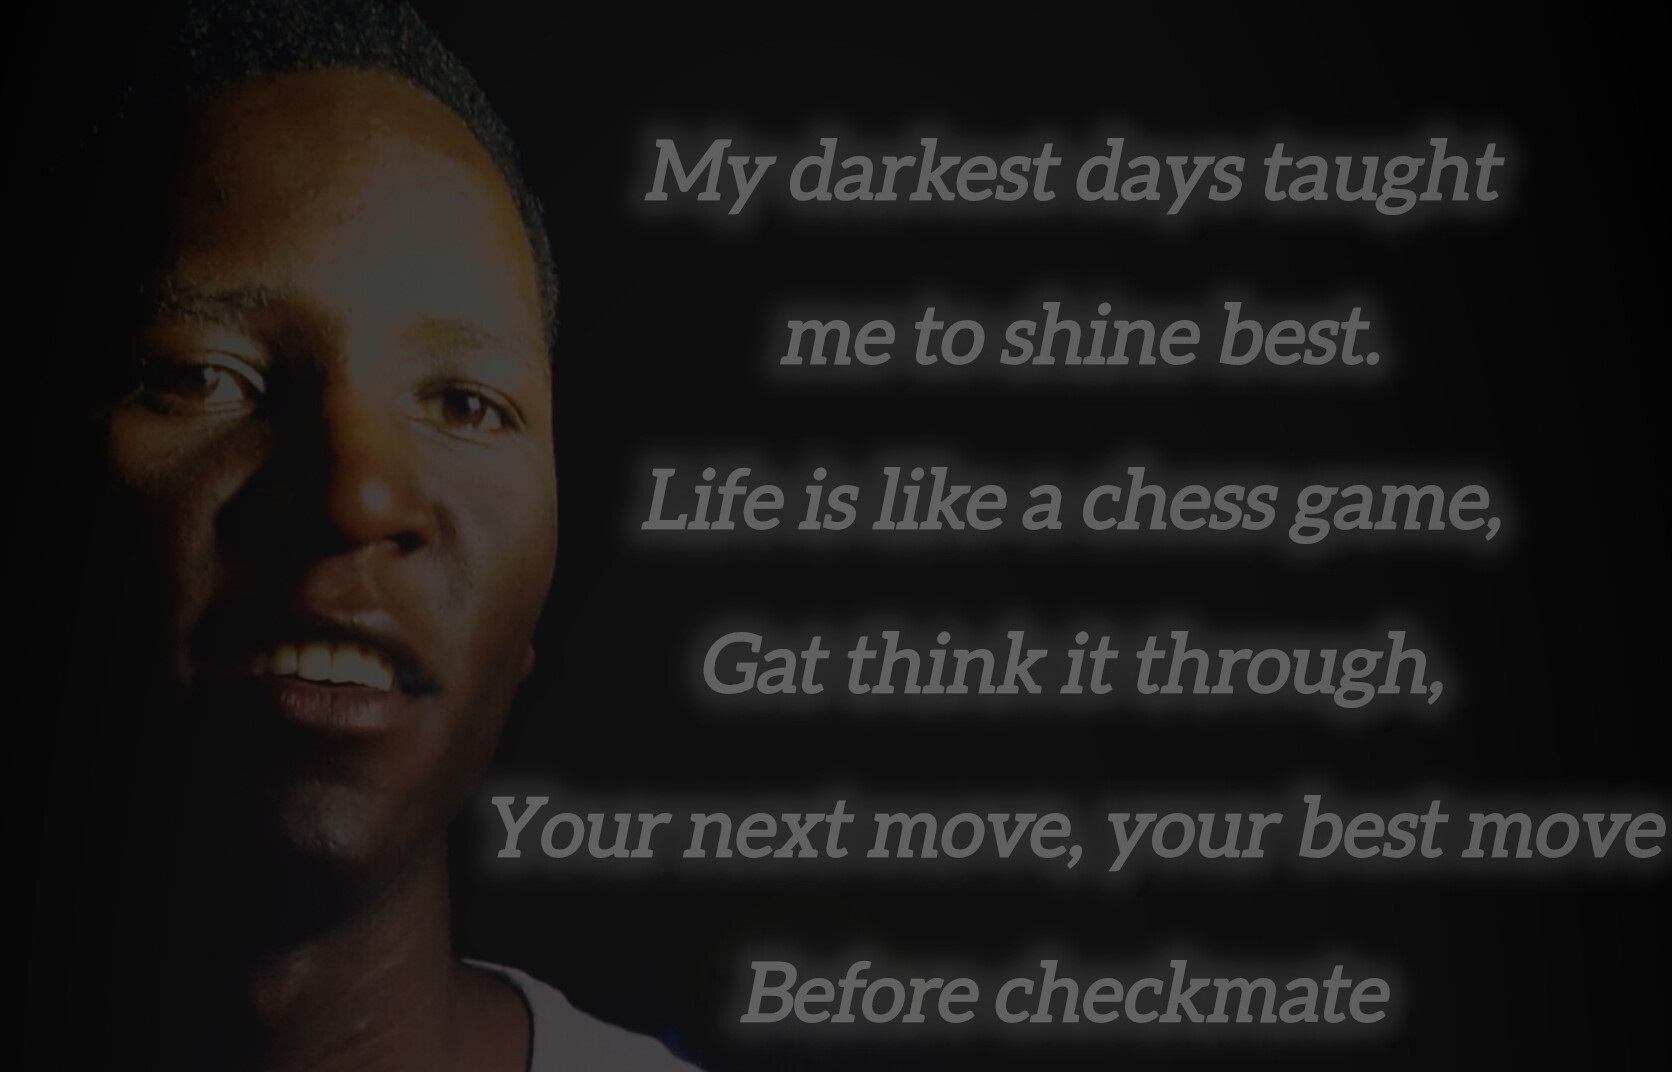 My darkest days taught
me to shine best.
Life is like a chess game,
Gat think it through,
Your next move, your best move
Before checkmate